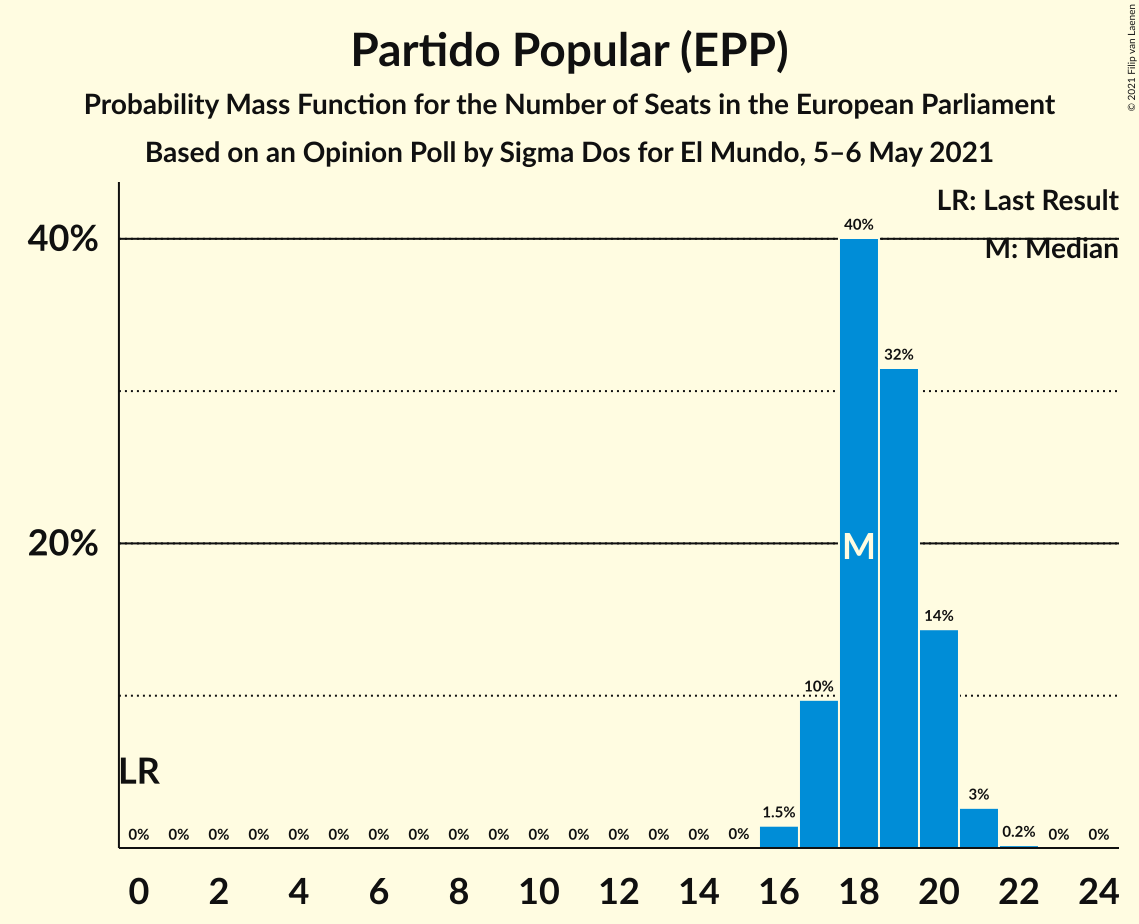 Partido Popular (EPP)
Probability Mass Function for the Number of Seats in the European Parliament
Based on an Opinion Poll by Sigma Dos for El Mundo, 5–6 May 2021
© 2021 Filip van Laenen
LR: Last Result
M: Median
40%
20%
40%
32%
M
14%
10%
LR
3%
1.5%
0.2%
0% 0% 0% 0% 0% 0% 0% 0% 0% 0% 0% 0% 0% 0% 0% 0% 0% 0%
0 2 4 6 8 10 12 14 16 18 20 22 24